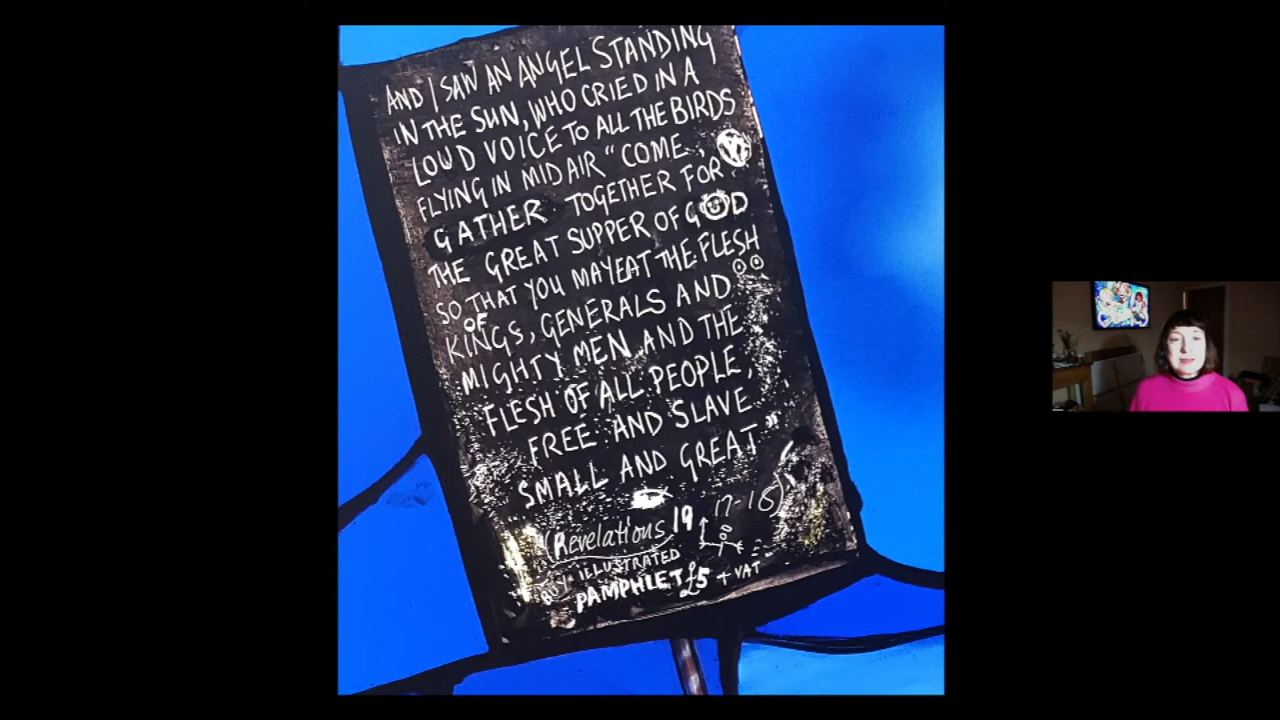 AND I SAW AN ANGEL STANDING
IN THE SUN, WHO CRIED IN A
LOUD VOICE TO ALL THE BIRDS
FLYING IN MID AIR "COME,
GATHER TOGETHER FOR
THE GREAT SUPPER OF GOD
SO THAT YOU MAY EAT THE FLESH
OF
KINGS, GENERALS AND
MIGHTY MEN AND THE
FLESH OF ALL PEOPLE,
FREE AND SLAVE
SMALL AND GREAT"
(Revelations 19 17-18)
BUY ILLUSTRATED
PAMPHLET £5 + VAT